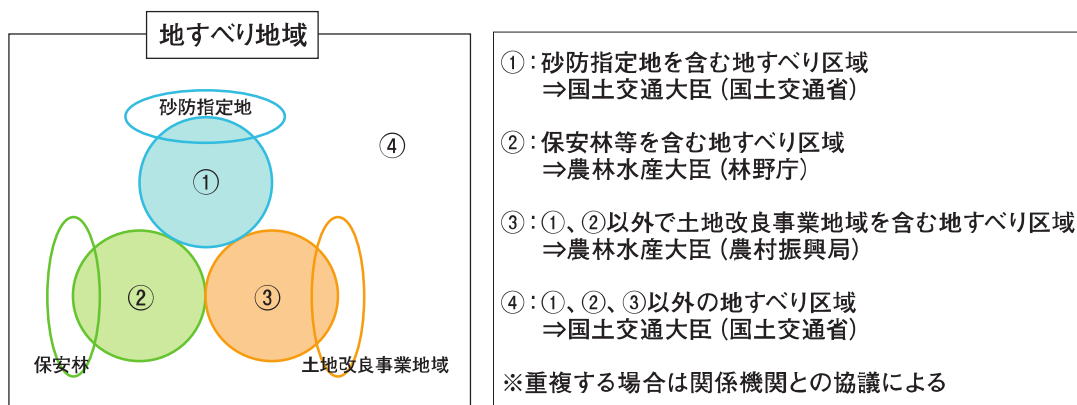 地すべり地域
砂防指定地
①
④
②
③
保安林
土地改良事業地域
①：砂防指定地を含む地すべり区域
⇒国土交通大臣（国土交通省）
②：保安林等を含む地すべり区域
⇒農林水産大臣（林野庁）
③：①、②以外で土地改良事業地域を含む地すべり区域
⇒農林水産大臣（農村振興局）
④：①、②、③以外の地すべり区域
⇒国土交通大臣（国土交通省）
※重複する場合は関係機関との協議による